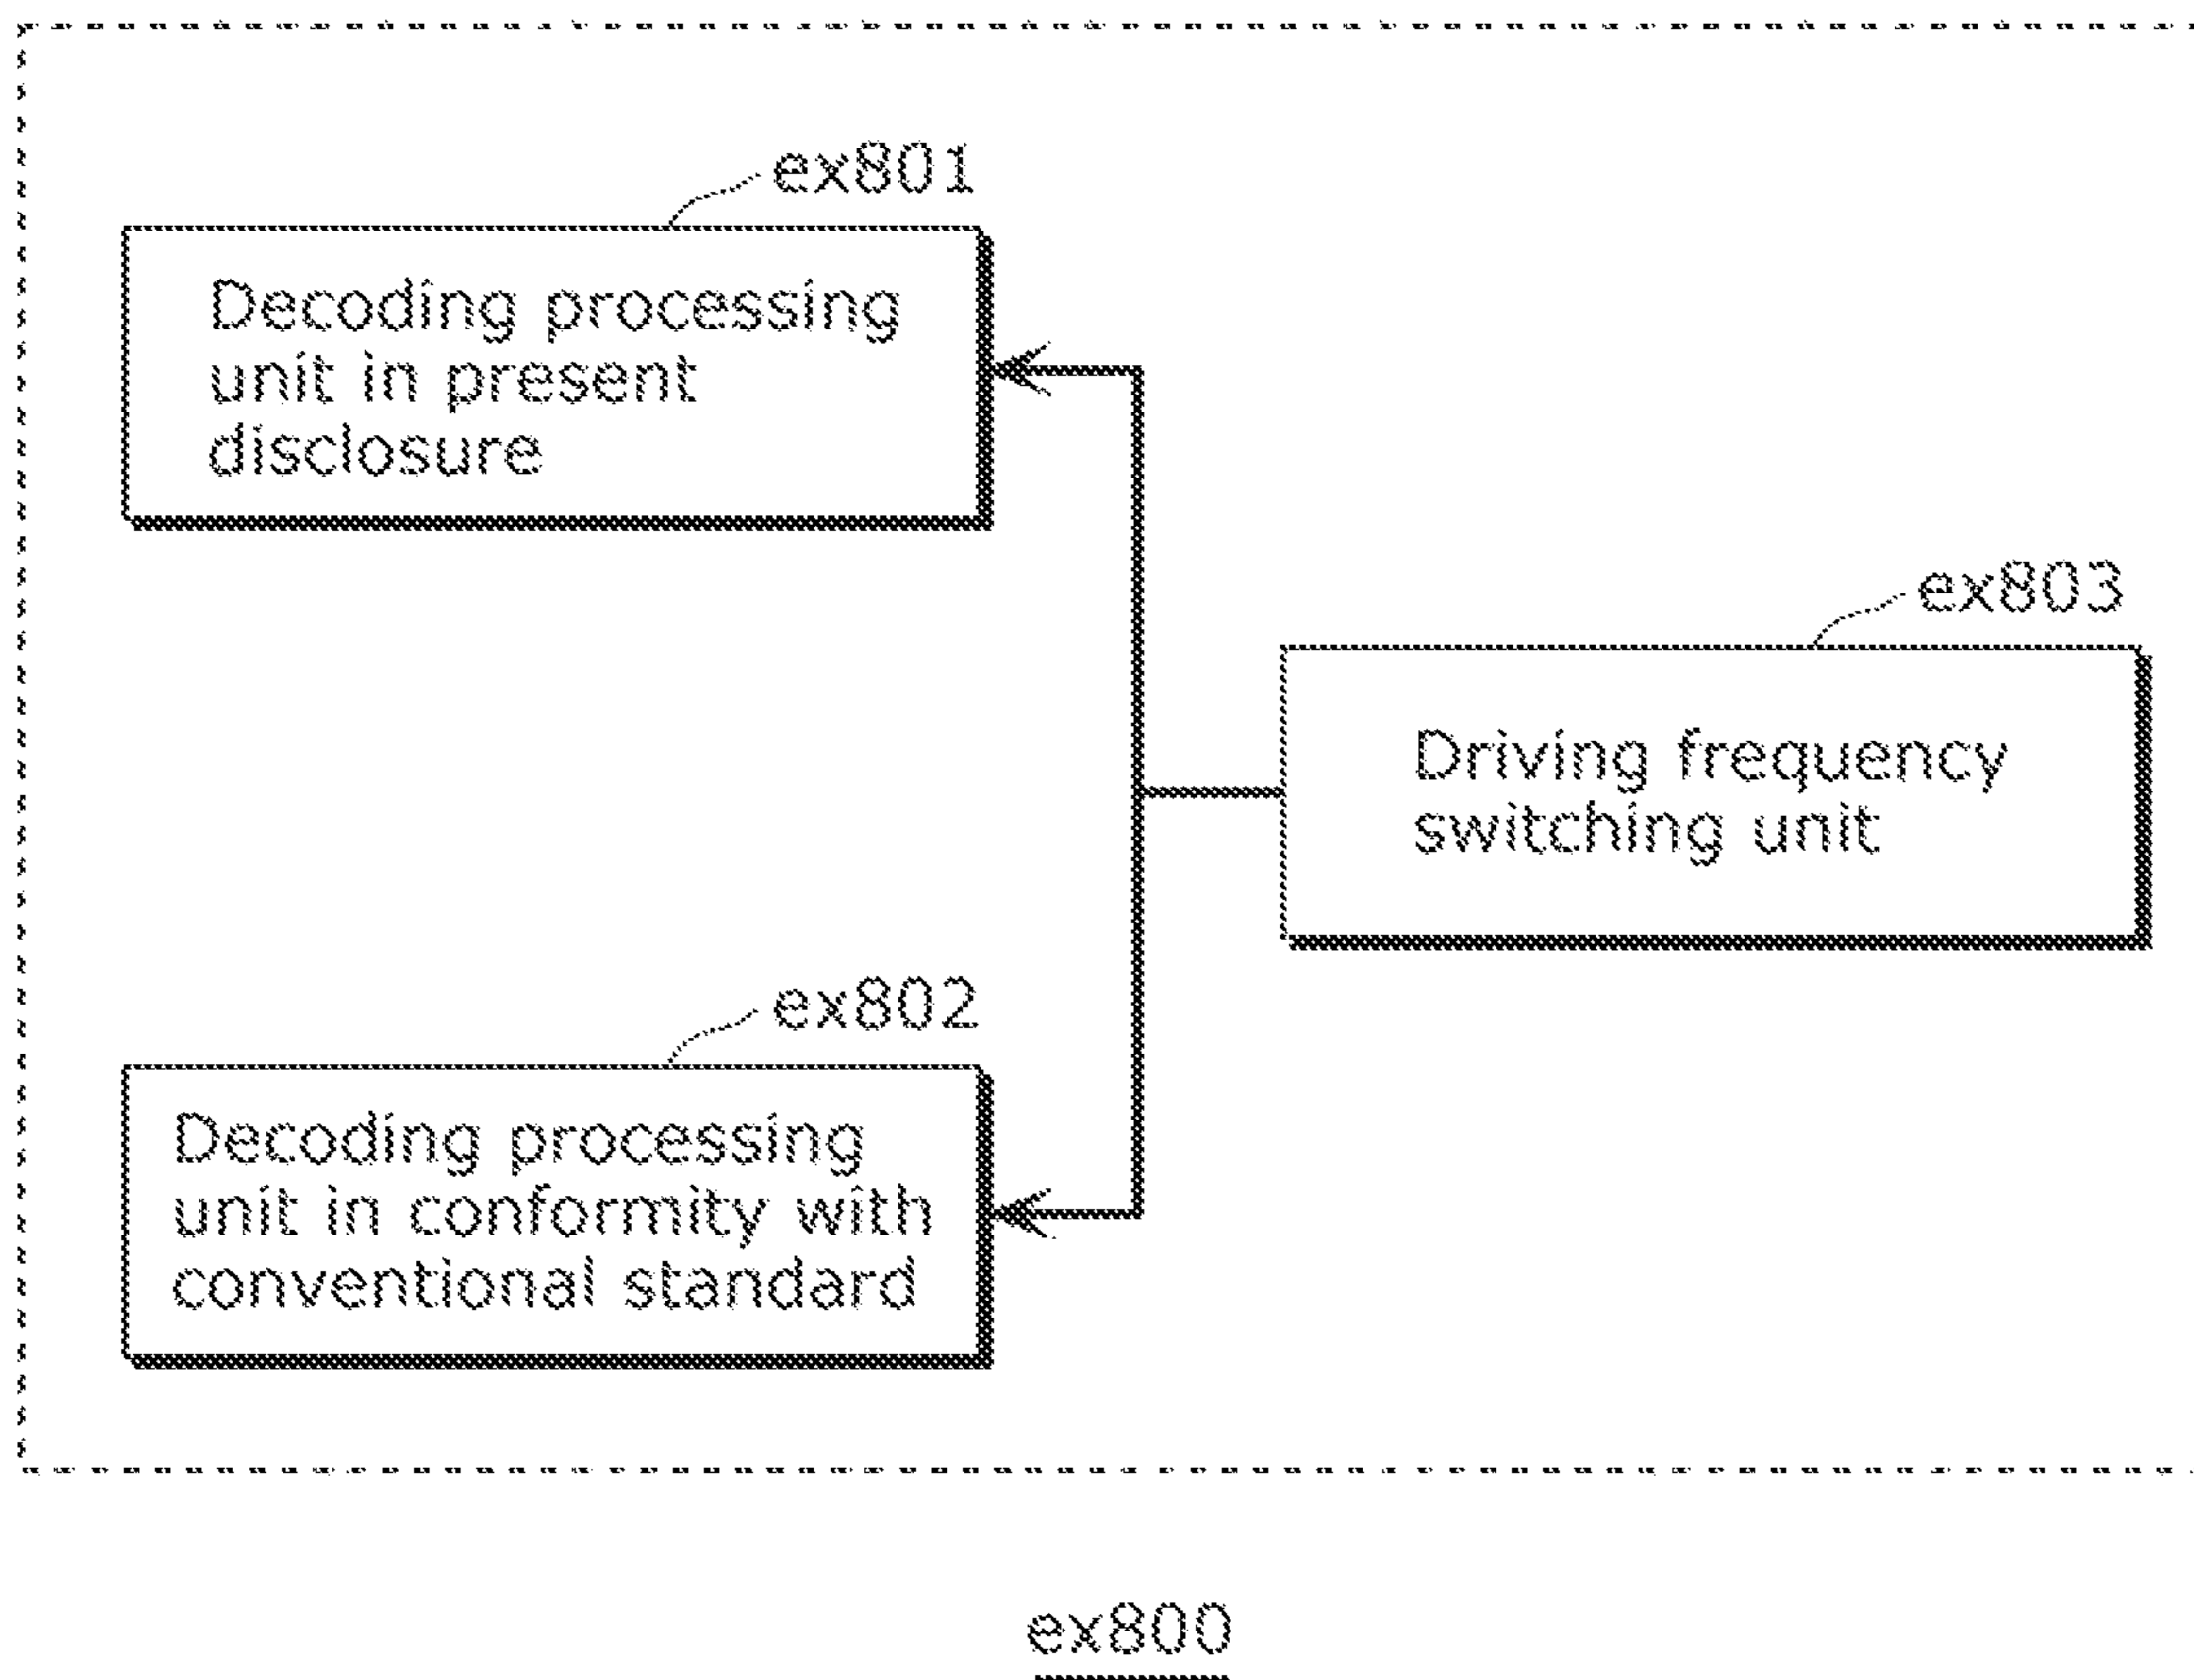 ex801
Decoding processing
unit in present
disclosure
ex803
Driving frequency
switching unit
ex802
Decoding processing
unit in conformity with
conventional standard
ex800